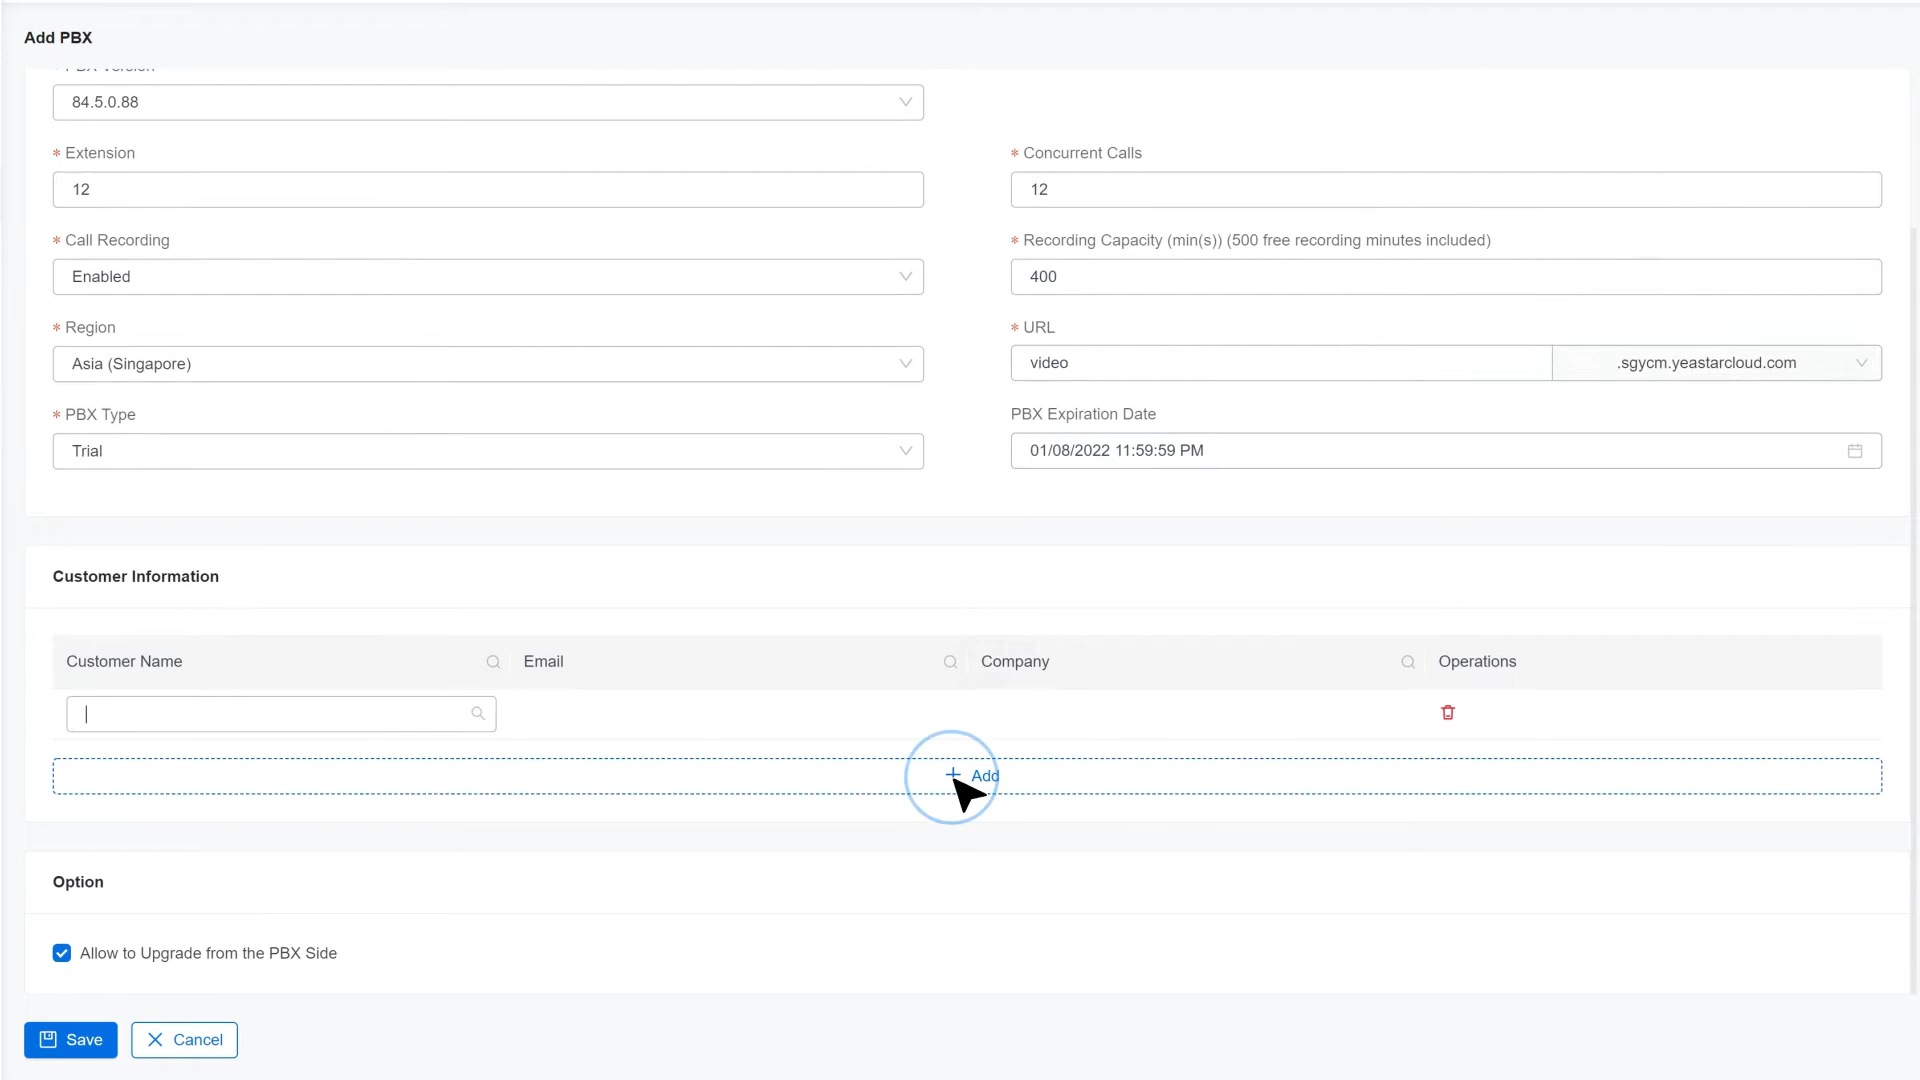 Add PBX
PBX Version
84.5.0.88
* Extension
* Concurrent Calls
12
12
* Call Recording
* Recording Capacity (min(s)) (500 free recording minutes included)
Enabled
400
* Region
* URL
Asia (Singapore)
video
.sgycm.yeastarcloud.com
* PBX Type
PBX Expiration Date
Trial
01/08/2022 11:59:59 PM
Customer Information
Customer Name
Email
Company
Operations
+ Add
Option
Allow to Upgrade from the PBX Side
Save
Cancel